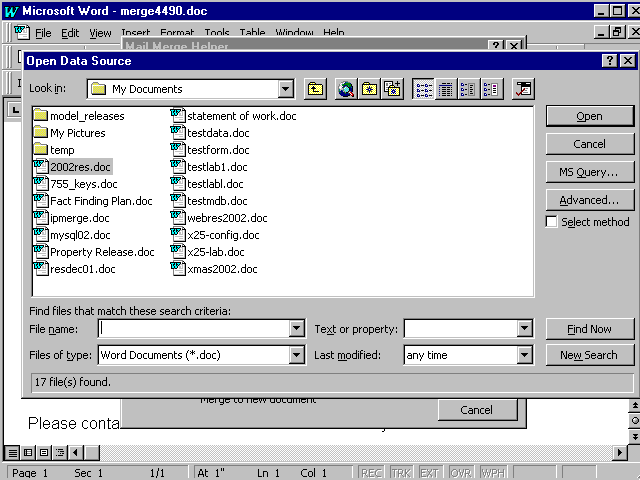 Microsoft Word - merge4490.doc
File Edit View Insert Format Tools Table Window Help
Mail Merge Helper
Open Data Source
Look in: My Documents
model_releases
My Pictures
temp
2002res.doc
755_keys.doc
Fact Finding Plan.doc
ipmerge.doc
mysql02.doc
Property Release.doc
resdec01.doc
statement of work.doc
testdata.doc
testform.doc
testlab1.doc
testlabl.doc
testmdb.doc
webres2002.doc
x25-config.doc
x25-lab.doc
xmas2002.doc
Open
Cancel
MS Query...
Advanced...
Select method
Find files that match these search criteria:
File name:
Text or property:
Find Now
Files of type: Word Documents (*.doc)
Last modified: any time
New Search
17 file(s) found.
Merge to new document
Cancel
Please conta
Page 1 Sec 1 1/1 At 1" Ln 1 Col 1 REC TRK EXT OVR WPH